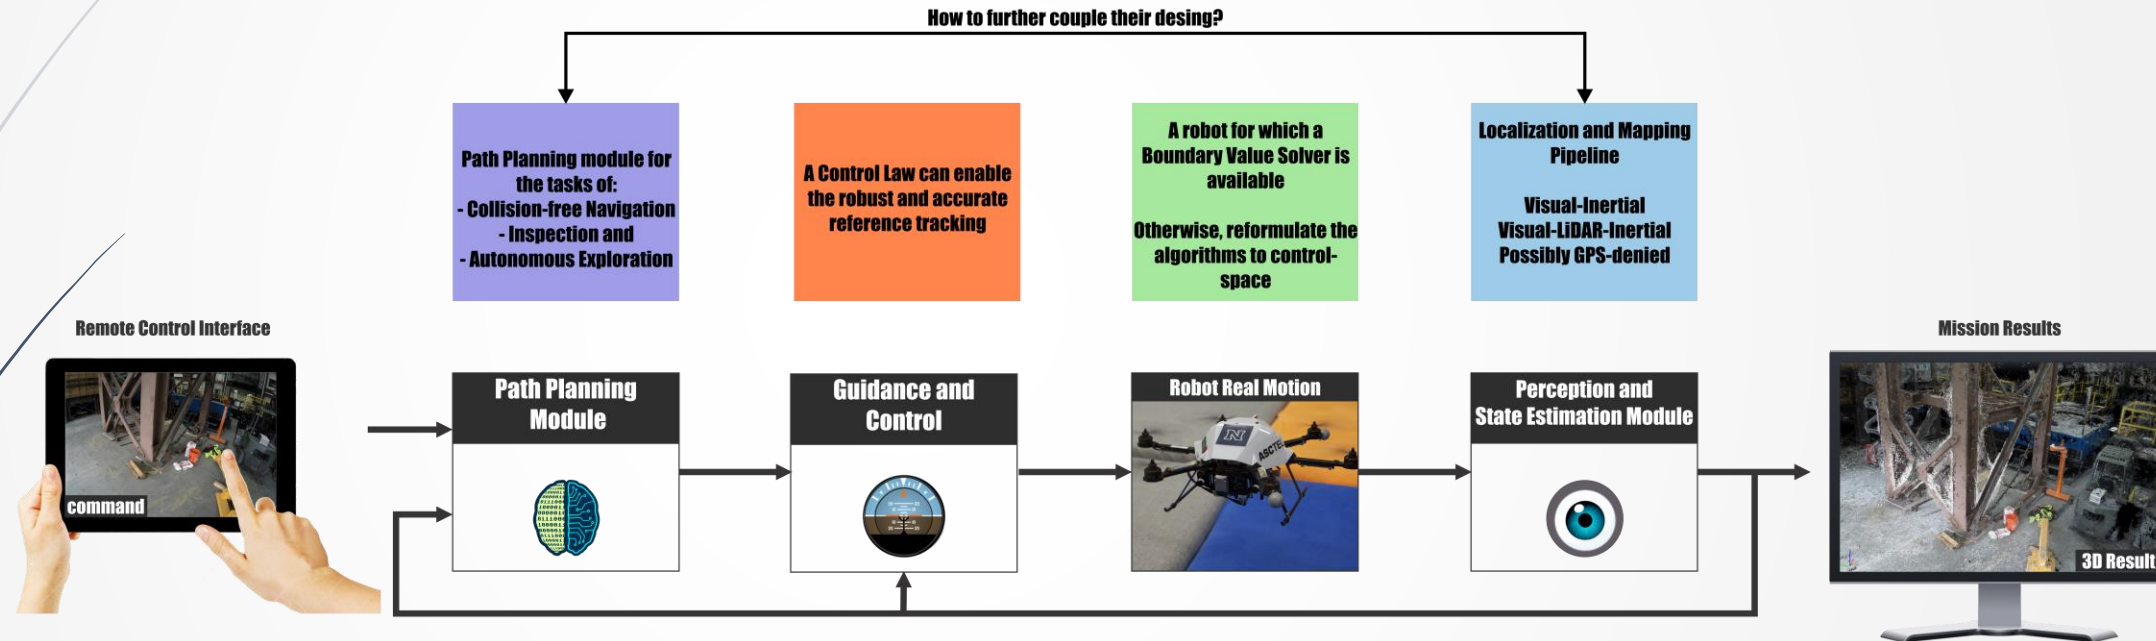 How to further couple their desing?
Path Planning module for
the tasks of:
- Collision-free Navigation
- Inspection and
- Autonomous Exploration
A Control Law can enable
the robust and accurate
reference tracking
A robot for which a
Boundary Value Solver is
available
Otherwise, reformulate the
algorithms to control-
space
Localization and Mapping
Pipeline
Visual-Inertial
Visual-LiDAR-Inertial
Possibly GPS-denied
Remote Control Interface
command
Path Planning
Module
Guidance and
Control
Robot Real Motion
N
ASCTEC
Perception and
State Estimation Module
Mission Results
3D Result